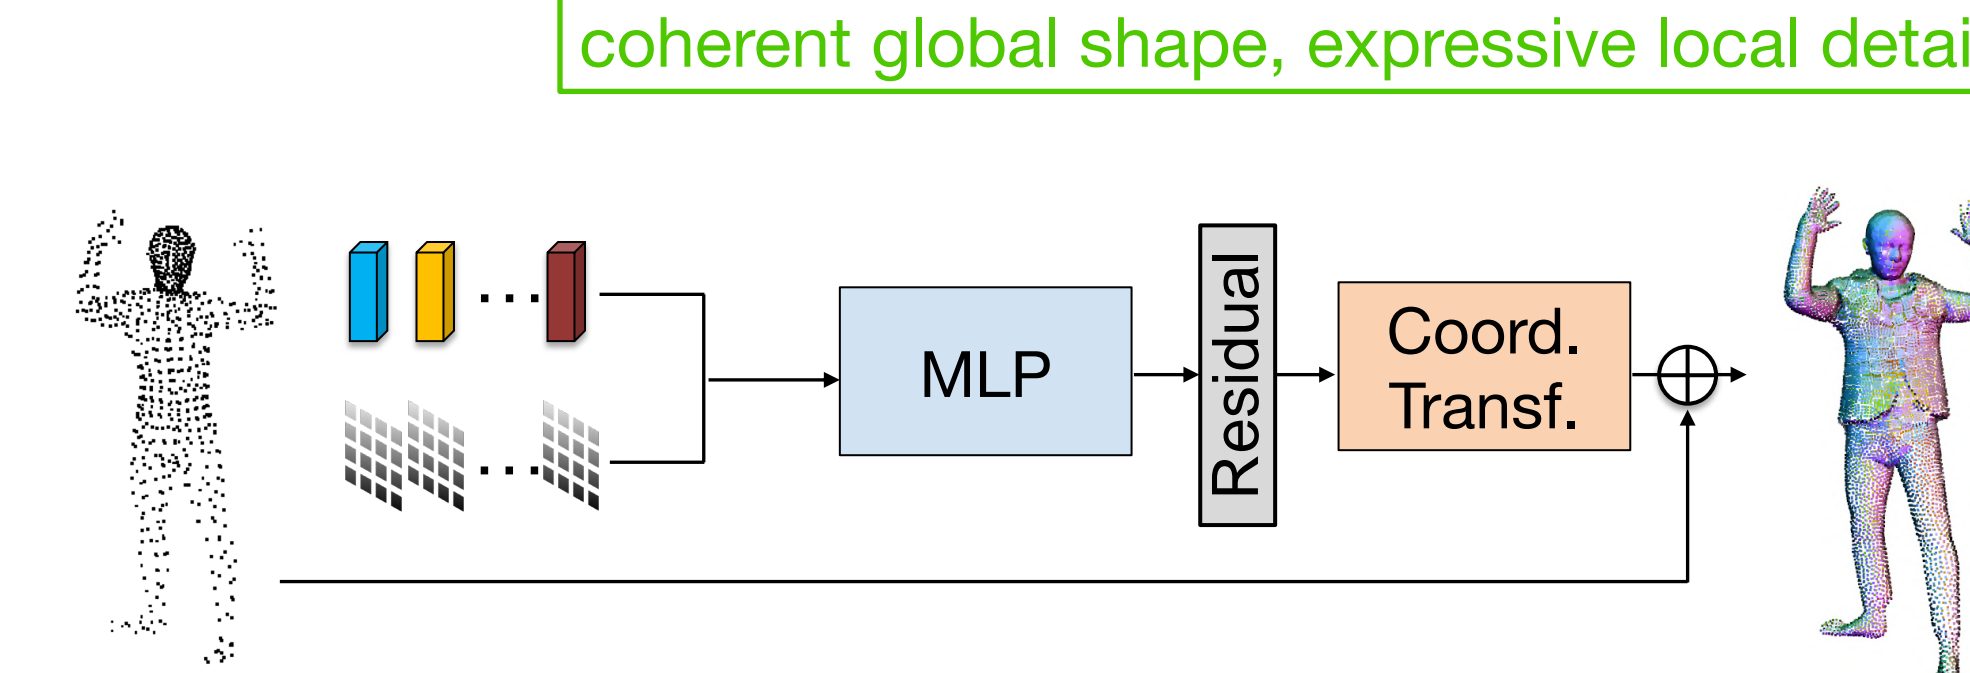 coherent global shape, expressive local detai
MLP
Residual
Coord.
Transf.